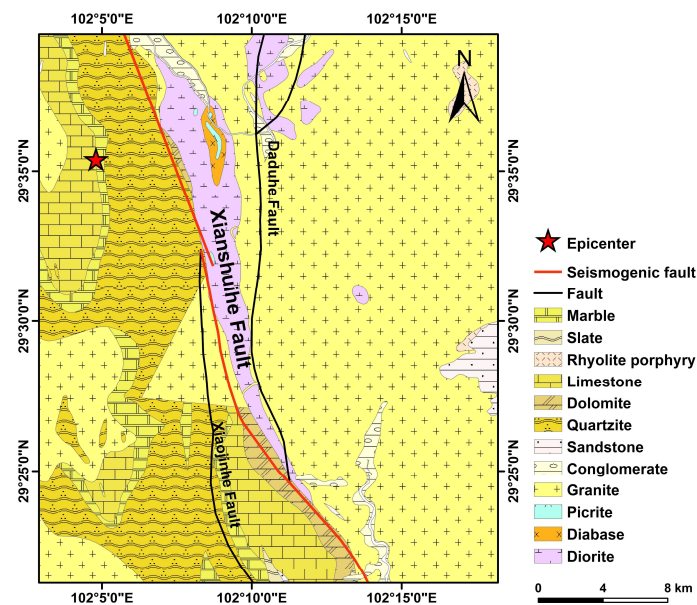 102°5'0"E
102°10'0"E
102°15'0"E
N
29°35'0"N
29°35'0"N
Daduhe Fault
Xianshuihe Fault
29°30'0"N
29°30'0"N
29°25'0"N
29°25'0"N
Xiaojinhe Fault
102°5'0"E
102°10'0"E
102°15'0"E
Epicenter
Seismogenic fault
Fault
Marble
Slate
Rhyolite porphyry
Limestone
Dolomite
Quartzite
Sandstone
Conglomerate
Granite
Picrite
Diabase
Diorite
0 4 8 km